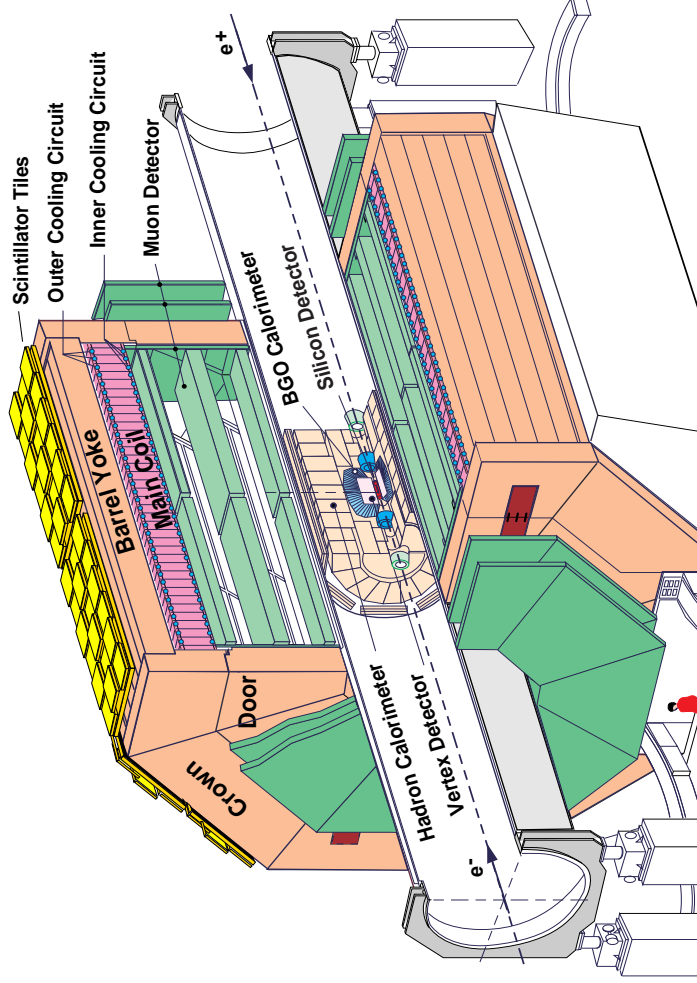 e+
Scintillator Tiles
Outer Cooling Circuit
Inner Cooling Circuit
Muon Detector
Barrel Yoke
Main Coil
BGO Calorimeter
Silicon Detector
Door
Crown
Hadron Calorimeter
Vertex Detector
e-